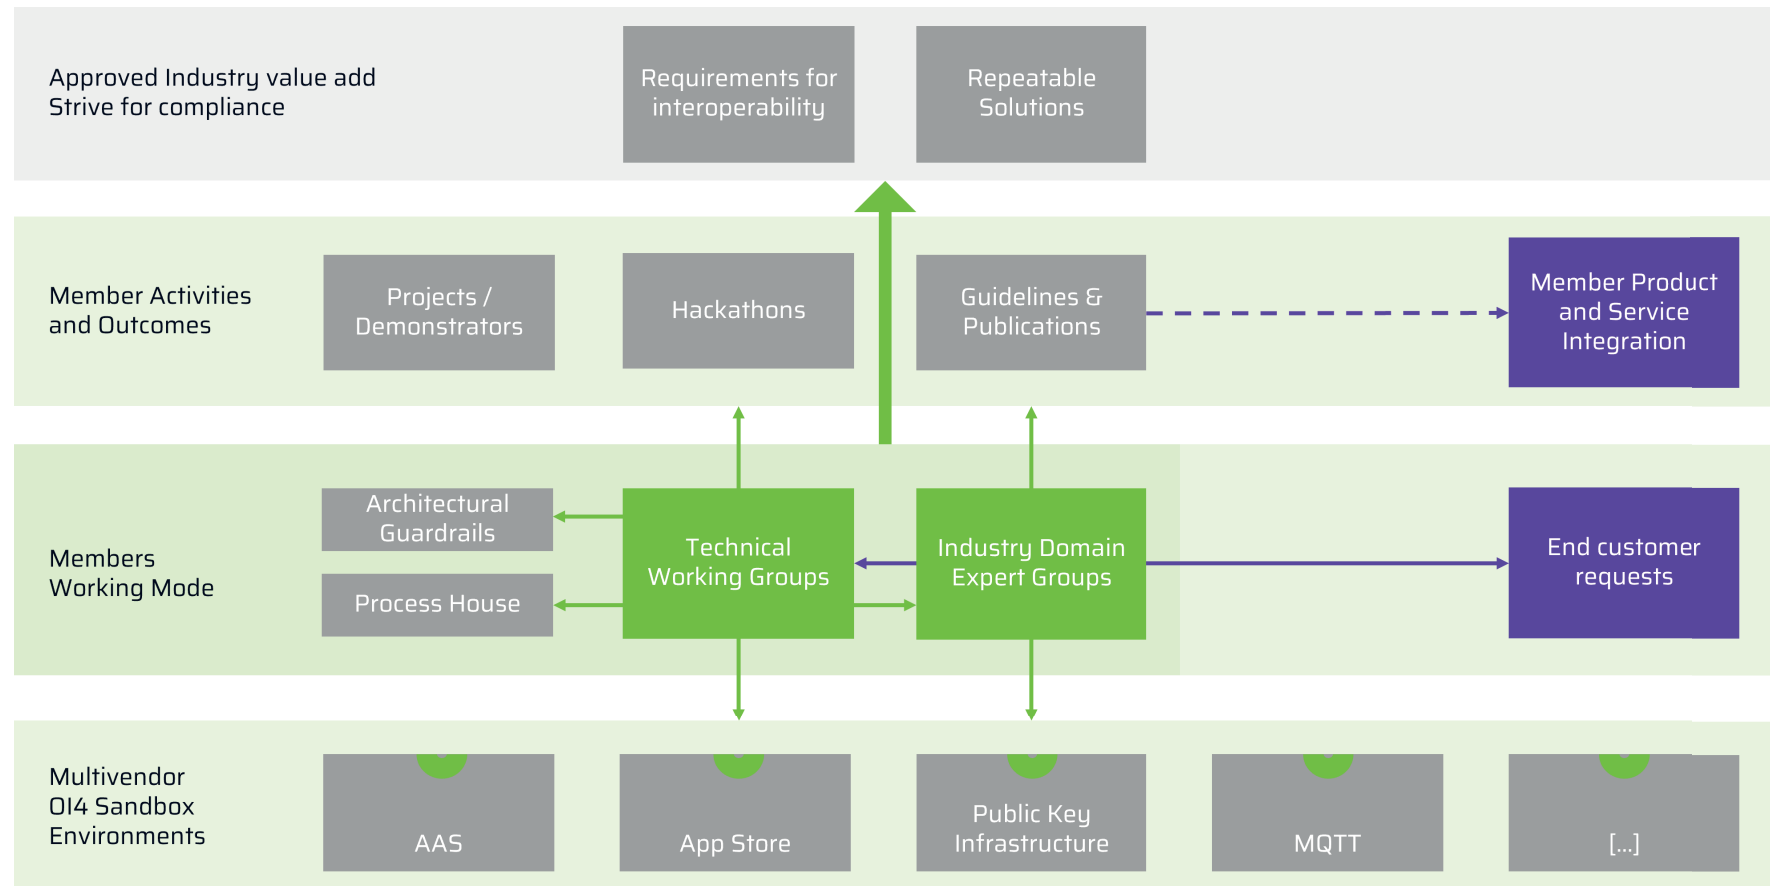 Approved Industry value add
Strive for compliance
Requirements for
interoperability
Repeatable
Solutions
Member Activities
and Outcomes
Projects /
Demonstrators
Hackathons
Guidelines &
Publications
Member Product
and Service
Integration
Members
Working Mode
Architectural
Guardrails
Process House
Technical
Working Groups
Industry Domain
Expert Groups
End customer
requests
Multivendor
OI4 Sandbox
Environments
AAS
App Store
Public Key
Infrastructure
MQTT
[...]